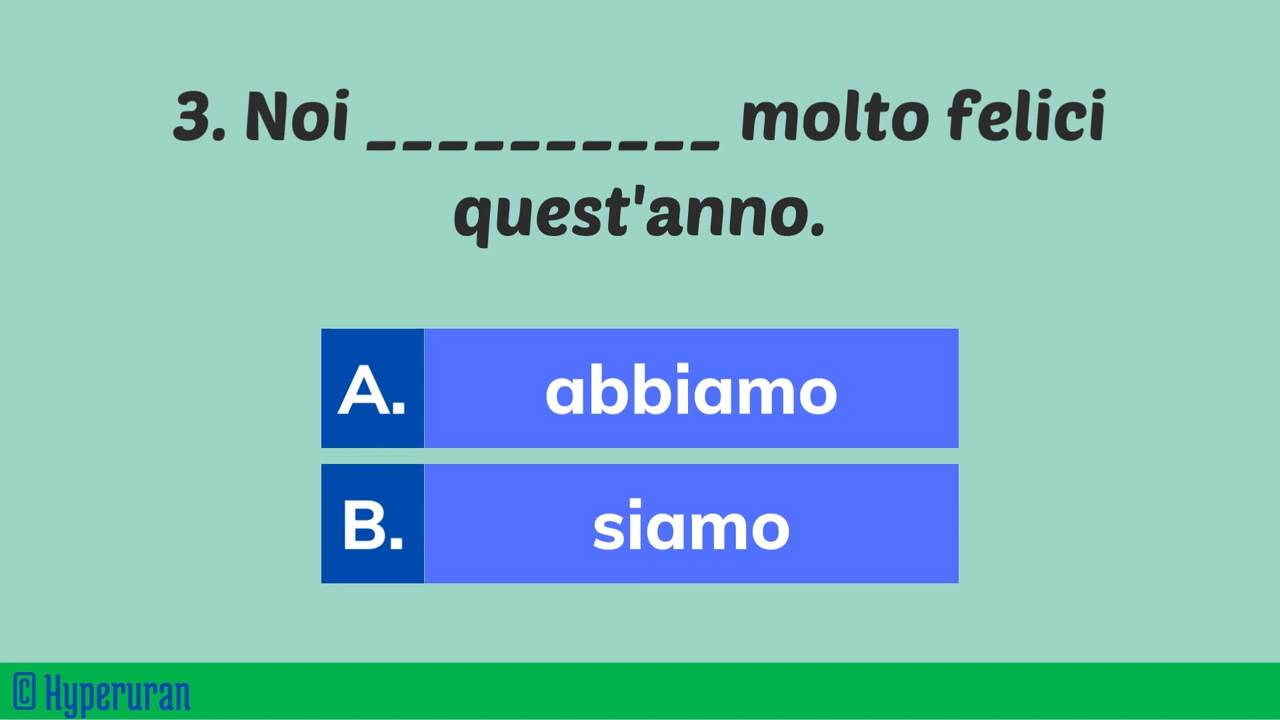 3. Noi __________ molto felici
quest'anno.
A. abbiamo
B. siamo
© Hyperuran